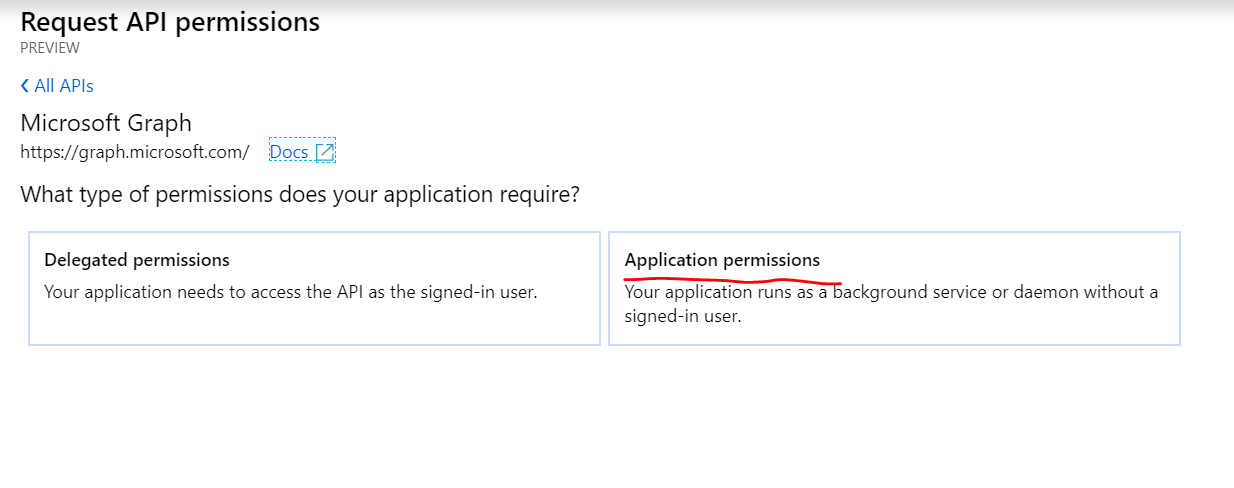 Request API permissions
PREVIEW
All APIs
Microsoft Graph
https://graph.microsoft.com/ Docs
What type of permissions does your application require?
Delegated permissions
Your application needs to access the API as the signed-in user.
Application permissions
Your application runs as a background service or daemon without a
signed-in user.